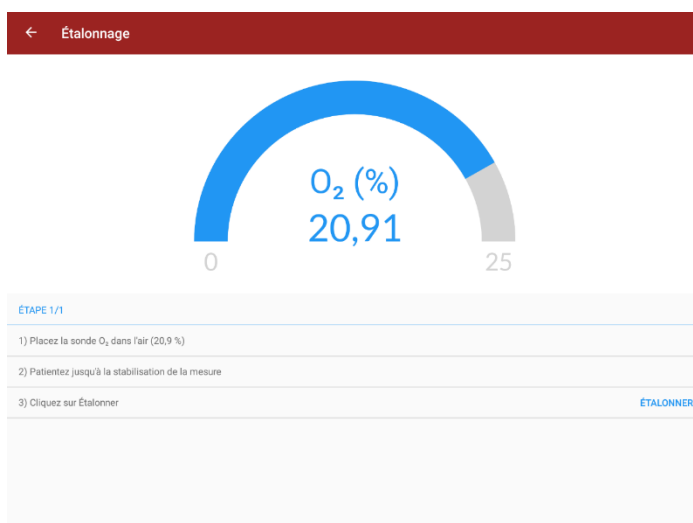 Étalonnage
O₂ (%)
20,91
0
25
ÉTAPE 1/1
1) Placez la sonde O₂ dans l'air (20,9 %)
2) Patientez jusqu'à la stabilisation de la mesure
3) Cliquez sur Étalonner
ÉTALONNER